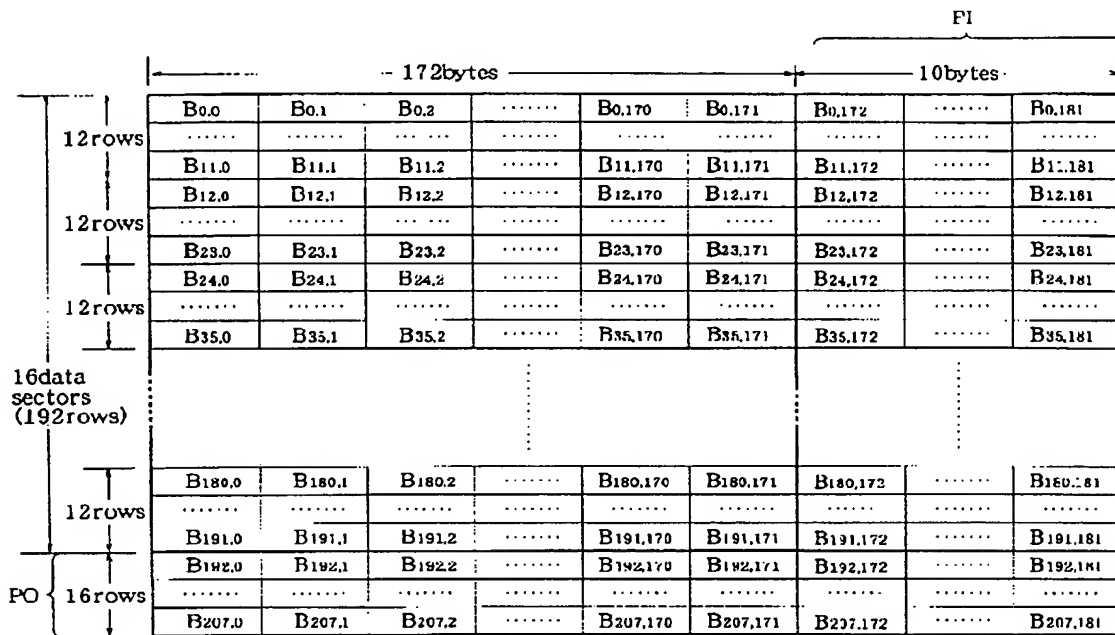 PI
172bytes 10bytes
B0,0 B0,1 B0,2 ······· B0,170 B0,171 B0,172 ······· B0,181
12rows ······ ······ ······ ······· ······ ······ ······ ······· ······
B11,0 B11,1 B11,2 ······· B11,170 B11,171 B11,172 ······· B11,181
B12,0 B12,1 B12,2 ······· B12,170 B12,171 B12,172 ······· B12,181
12rows ······ ······ ······ ······· ······ ······ ······ ······· ······
B23,0 B23,1 B23,2 ······· B23,170 B23,171 B23,172 ······· B23,181
B24,0 B24,1 B24,2 ······· B24,170 B24,171 B24,172 ······· B24,181
12rows ······ ······ ······ ······· ······ ······ ······ ······· ······
B35,0 B35,1 B35,2 ······· B35,170 B35,171 B35,172 ······· B35,181
16data
sectors
(192rows)
B180,0 B180,1 B180,2 ······· B180,170 B180,171 B180,172 ······· B180,181
12rows ······ ······ ······ ······· ······ ······ ······ ······· ······
B191,0 B191,1 B191,2 ······· B191,170 B191,171 B191,172 ······· B191,181
B192,0 B192,1 B192,2 ······· B192,170 B192,171 B192,172 ······· B192,181
PO 16rows ······ ······ ······ ······· ······ ······ ······ ······· ······
B207,0 B207,1 B207,2 ······· B207,170 B207,171 B207,172 ······· B207,181